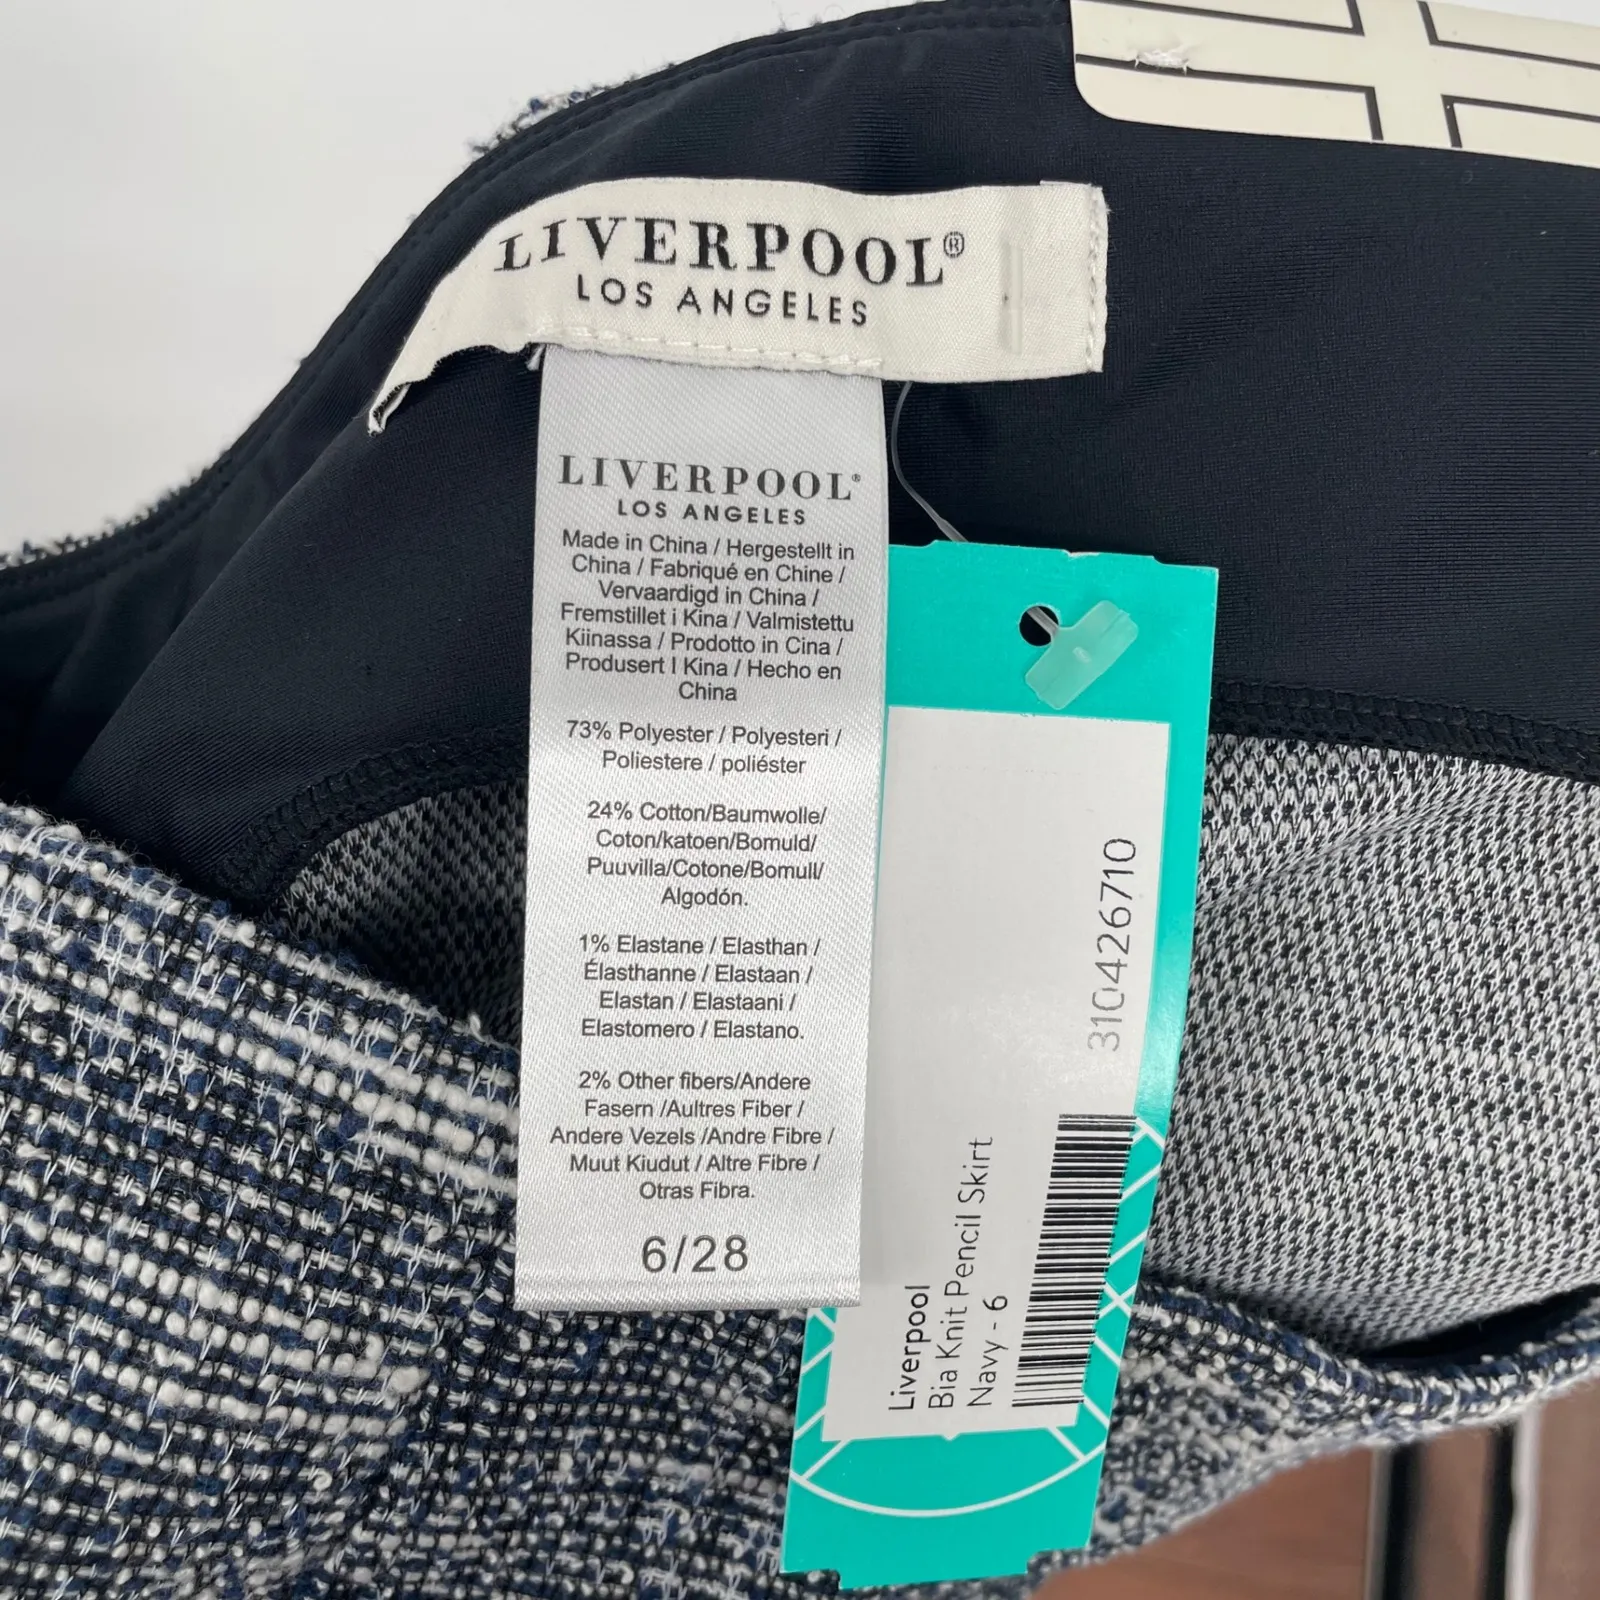 LIVERPOOL®
LOS ANGELES
LIVERPOOL®
LOS ANGELES
Made in China / Hergestellt in
China / Fabriqué en Chine /
Vervaardigd in China /
Fremstillet i Kina / Valmistettu
Kiinassa / Prodotto in Cina /
Produsert I Kina / Hecho en
China
73% Polyester / Polyesteri /
Poliestere / poliéster
24% Cotton/Baumwolle/
Coton/katoen/Bomuld/
Puuvilla/Cotone/Bomull/
Algodón.
1% Elastane / Elasthan /
Élasthanne / Elastaan /
Elastan / Elastaani /
Elastomero / Elastano.
2% Other fibers/Andere
Fasern /Aultres Fiber /
Andere Vezels /Andre Fibre /
Muut Kiudut / Altre Fibre /
Otras Fibra.
6/28
Liverpool
Bia Knit Pencil Skirt
Navy - 6
310426710